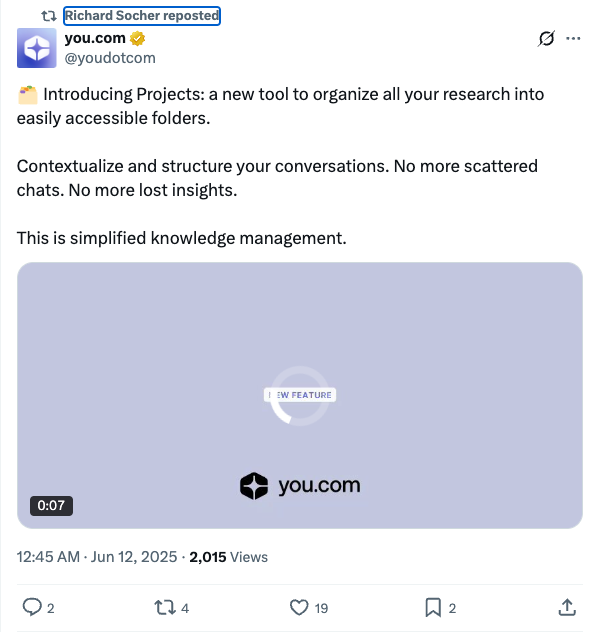 Richard Socher reposted
you.com
@youdotcom
🗂️ Introducing Projects: a new tool to organize all your research into
easily accessible folders.
Contextualize and structure your conversations. No more scattered
chats. No more lost insights.
This is simplified knowledge management.
NEW FEATURE
you.com
0:07
12:45 AM · Jun 12, 2025 · 2,015 Views
2 4 19 2